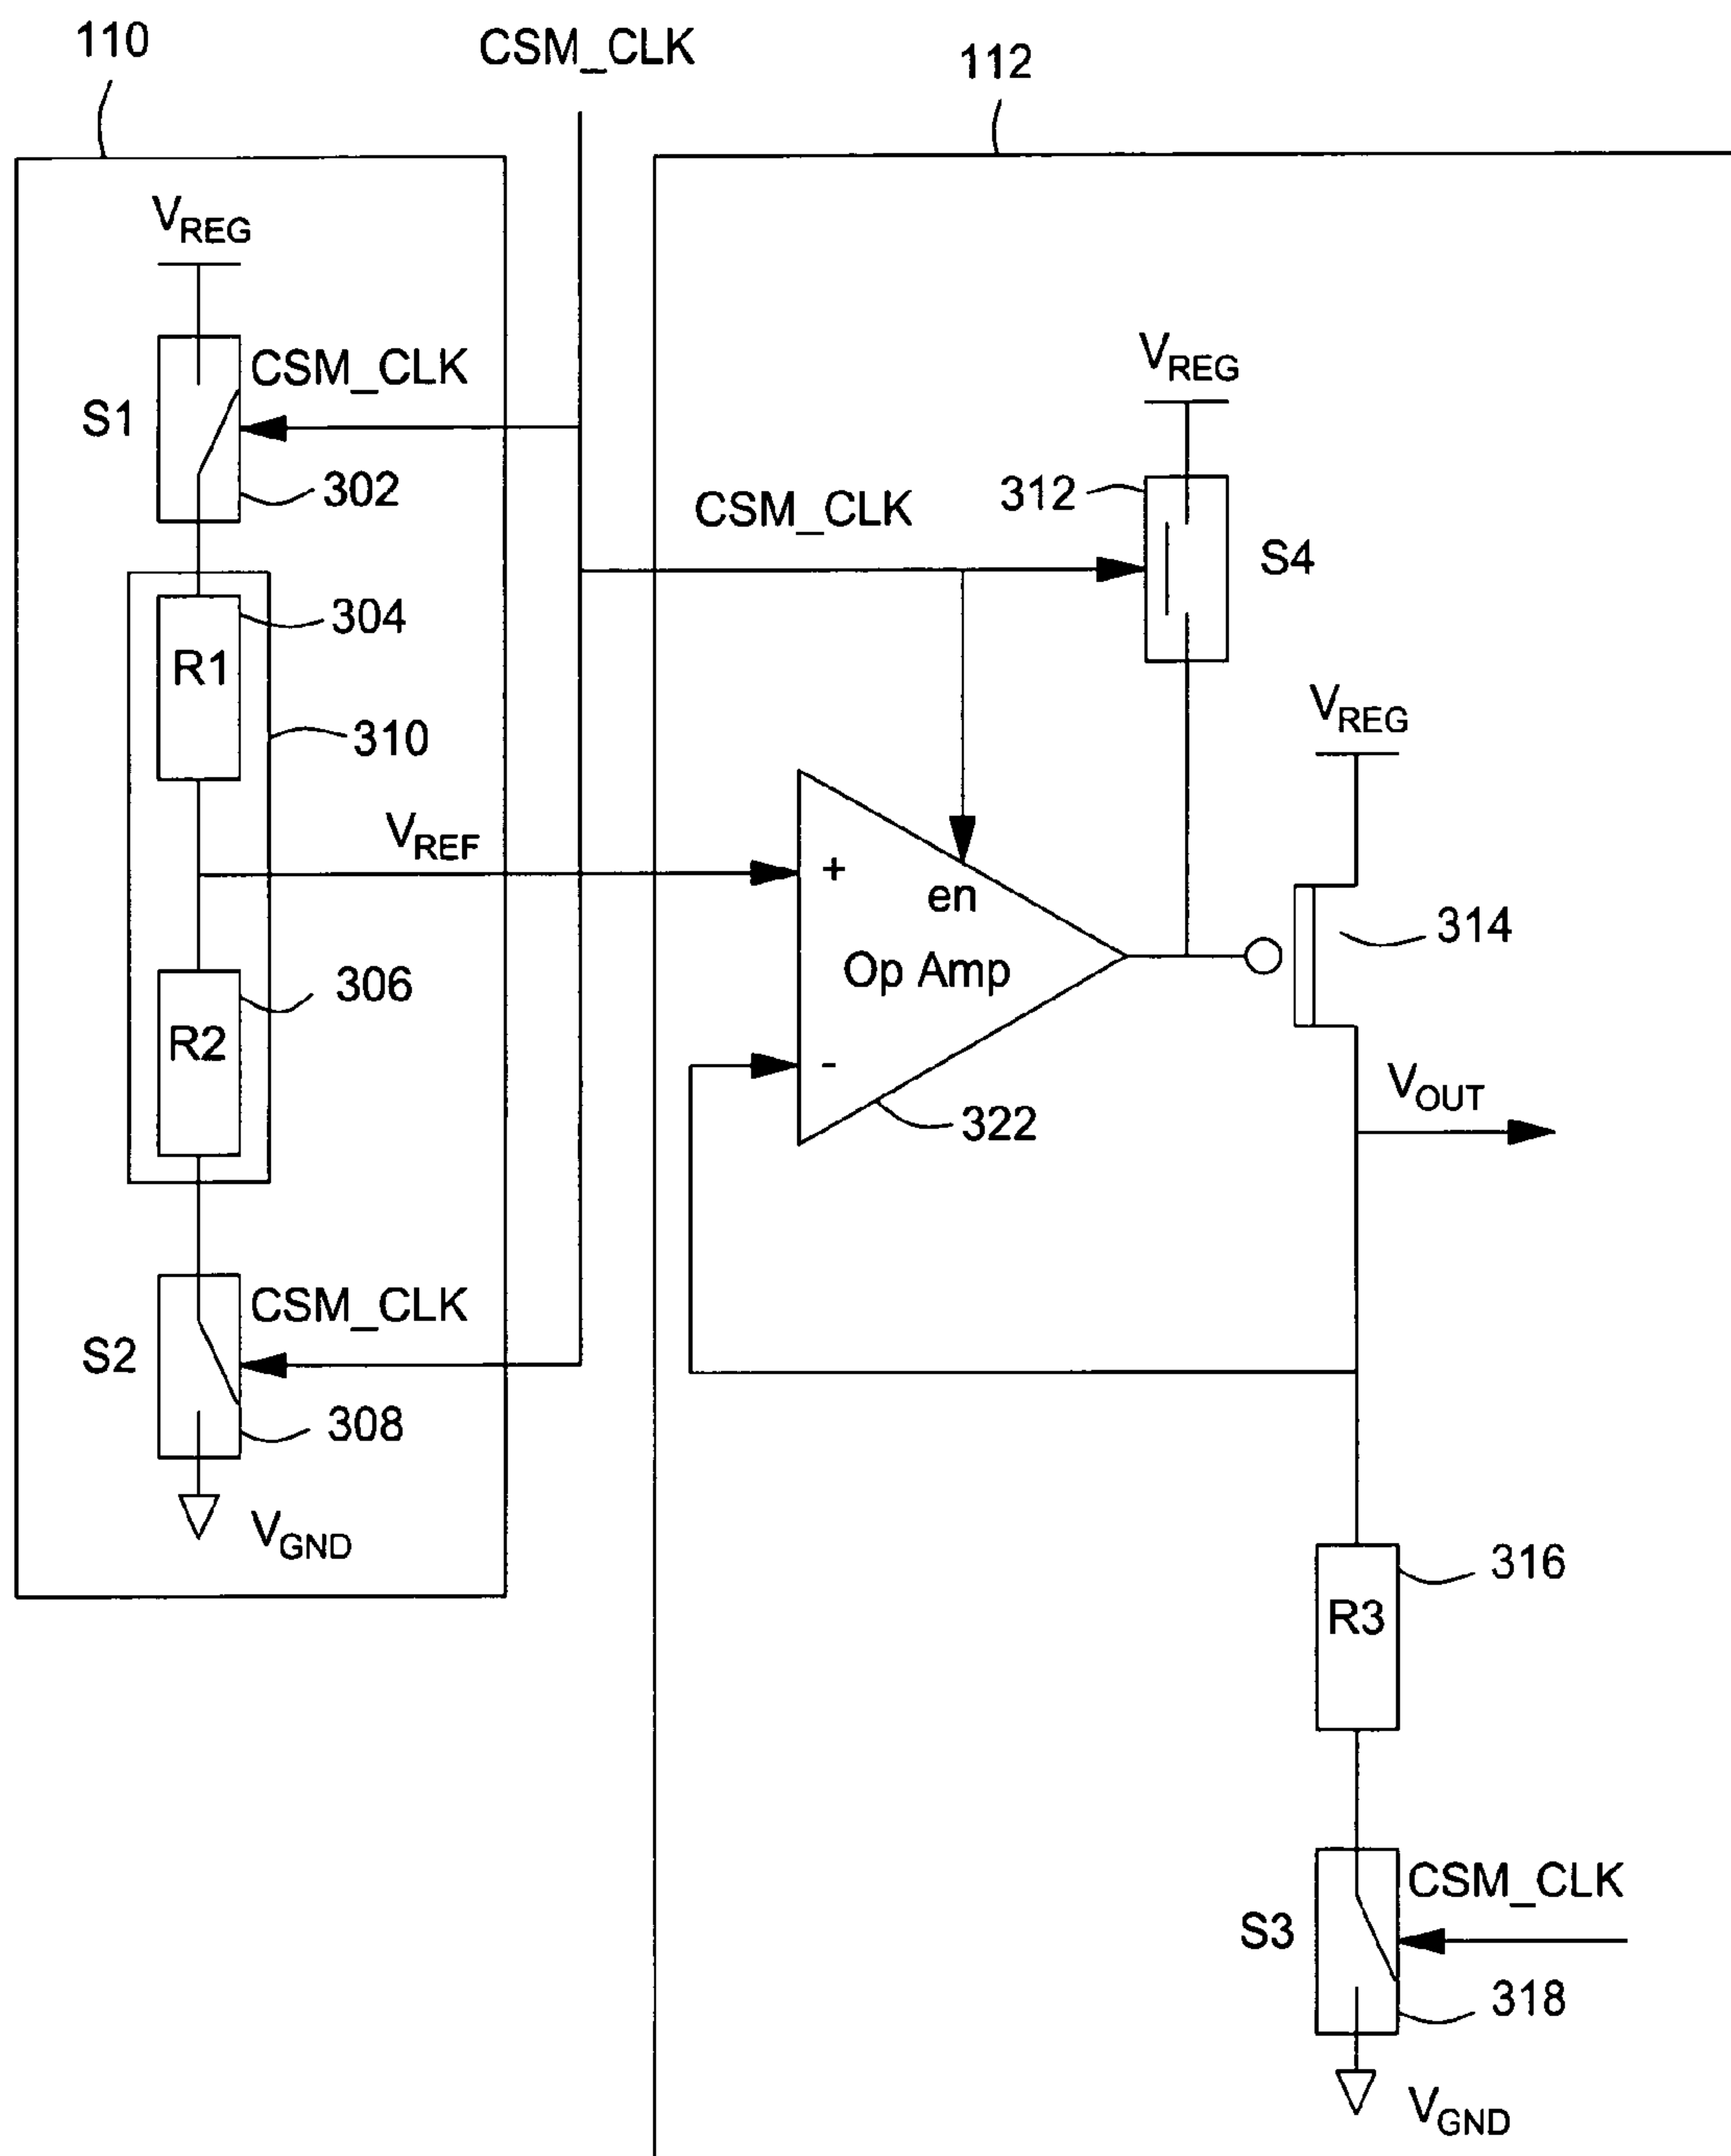 110
CSM_CLK
112
VREG
CSM_CLK
S1
302
304
R1
310
VREF
306
R2
CSM_CLK
S2
308
VGND
VREG
312
CSM_CLK
S4
VREG
+
en
314
Op Amp
-
322
VOUT
316
R3
CSM_CLK
S3
318
VGND